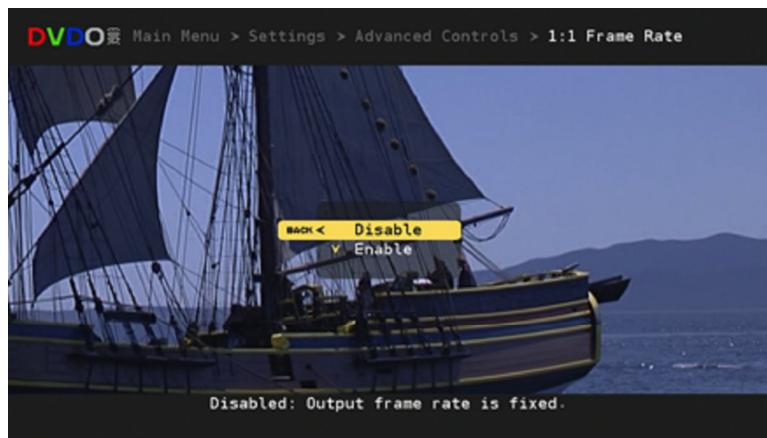 DVDO EDGE Main Menu > Settings > Advanced Controls > 1:1 Frame Rate
BACK < Disable
Enable
Disabled: Output frame rate is fixed.